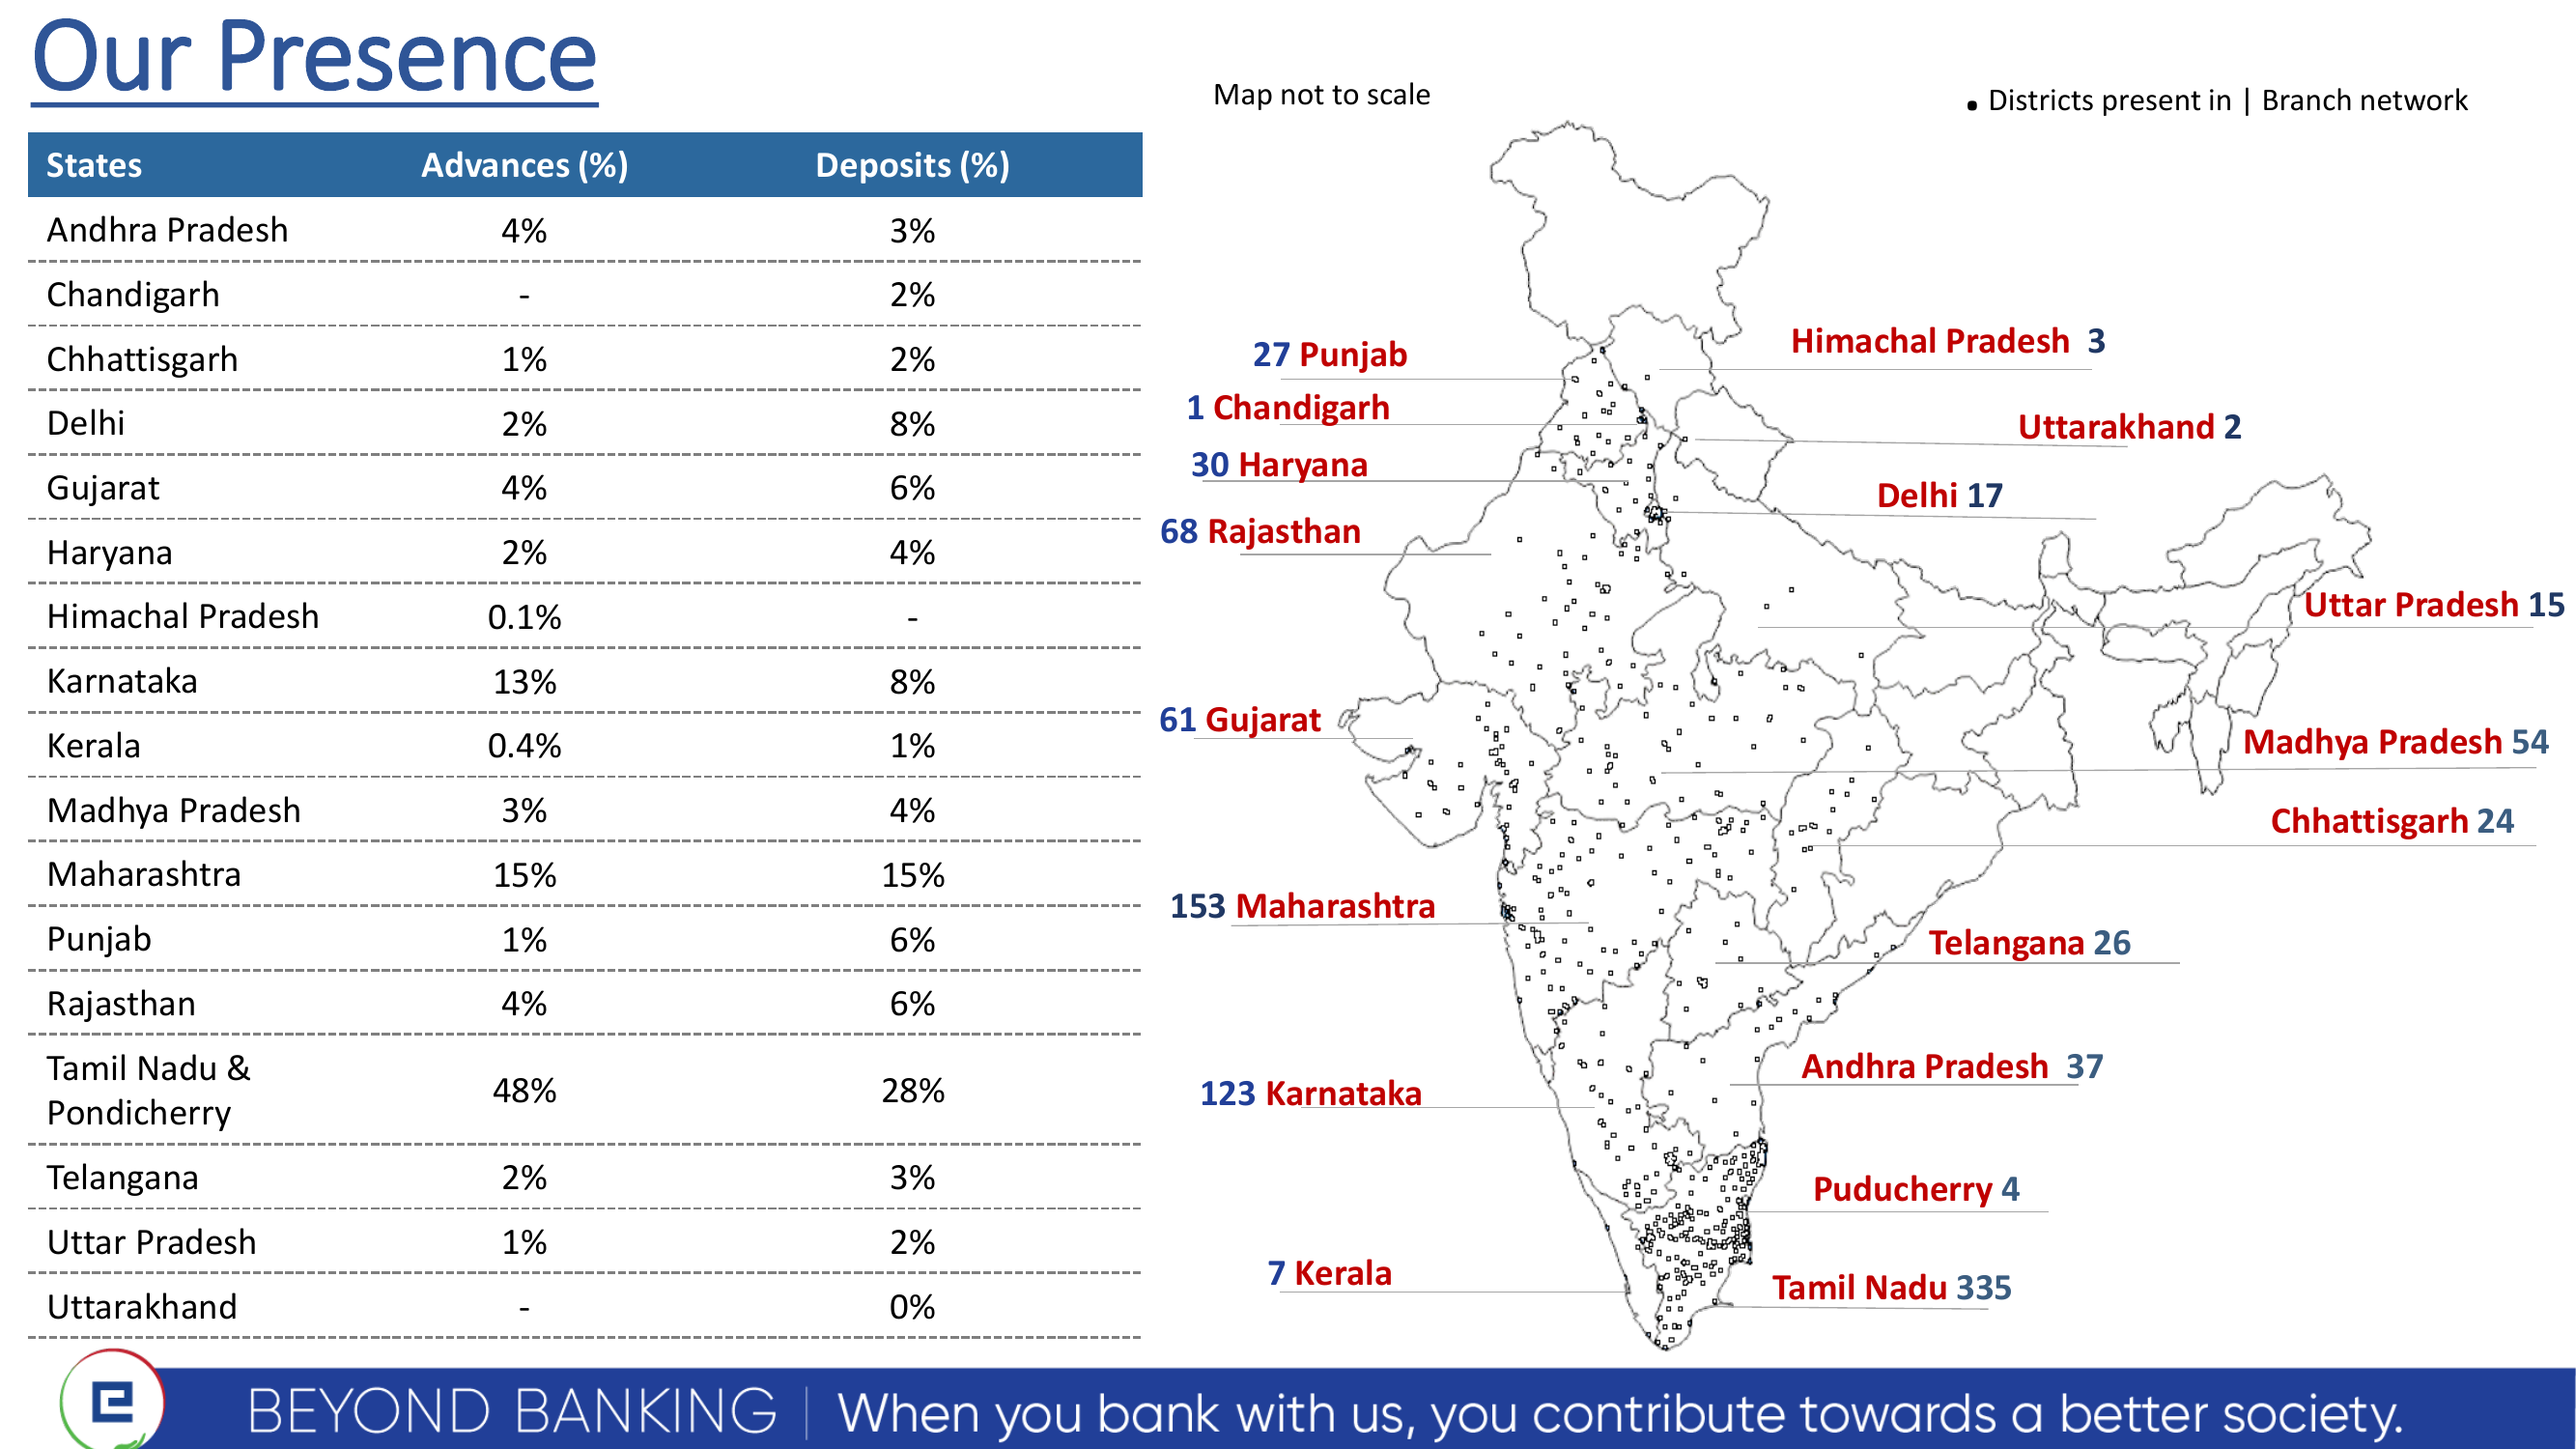 Our Presence
Map not to scale
. Districts present in | Branch network
States Advances (%) Deposits (%)
Andhra Pradesh 4% 3%
Chandigarh - 2%
Chhattisgarh 1% 2%
Delhi 2% 8%
Gujarat 4% 6%
Haryana 2% 4%
Himachal Pradesh 0.1% -
Karnataka 13% 8%
Kerala 0.4% 1%
Madhya Pradesh 3% 4%
Maharashtra 15% 15%
Punjab 1% 6%
Rajasthan 4% 6%
Tamil Nadu &
Pondicherry 48% 28%
Telangana 2% 3%
Uttar Pradesh 1% 2%
Uttarakhand - 0%
27 Punjab
1 Chandigarh
30 Haryana
68 Rajasthan
61 Gujarat
153 Maharashtra
123 Karnataka
7 Kerala
Himachal Pradesh 3
Uttarakhand 2
Delhi 17
Uttar Pradesh 15
Madhya Pradesh 54
Chhattisgarh 24
Telangana 26
Andhra Pradesh 37
Puducherry 4
Tamil Nadu 335
BEYOND BANKING | When you bank with us, you contribute towards a better society.